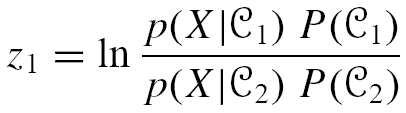 z₁ = ln p(X|𝒞₁) P(𝒞₁) / p(X|𝒞₂) P(𝒞₂)